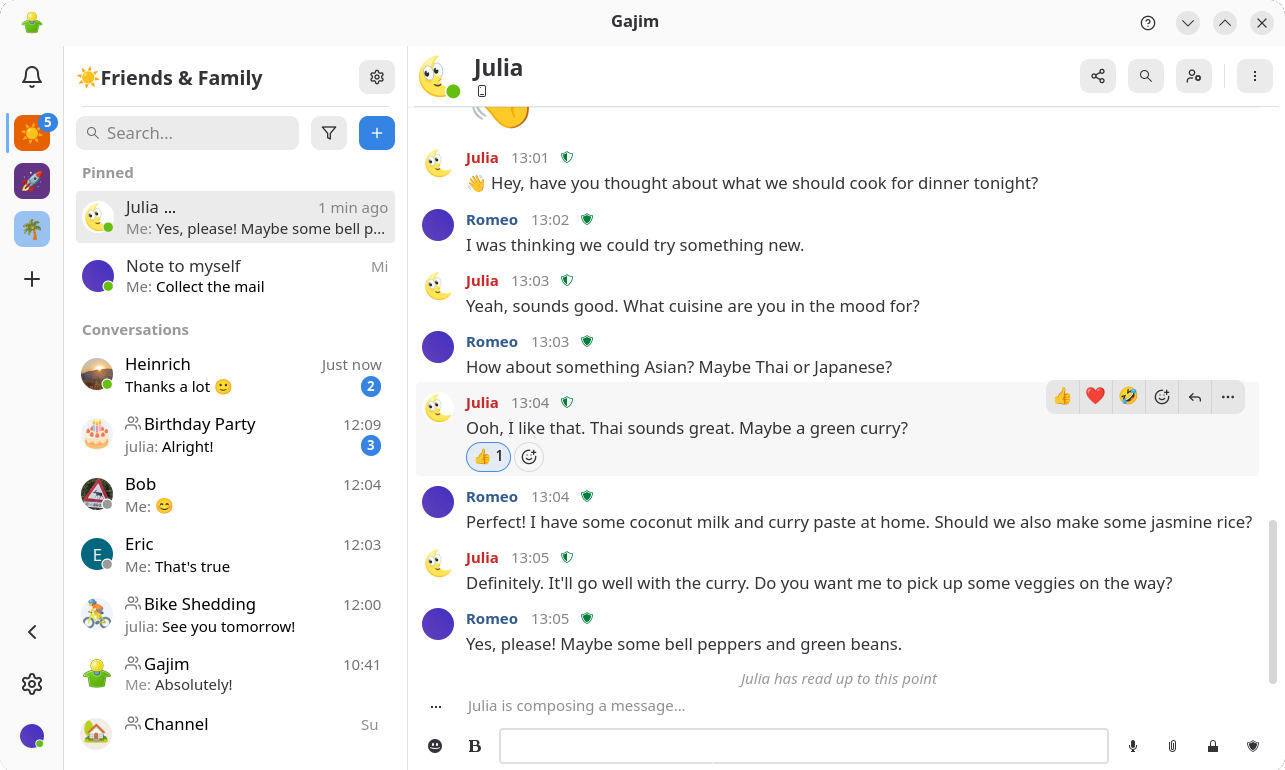 Gajim
5
☀️Friends & Family
Search...
Pinned
Julia ...
1 min ago
Me: Yes, please! Maybe some bell p...
Note to myself
Mi
Me: Collect the mail
Conversations
Heinrich
Just now
Thanks a lot 🙂
2
Birthday Party
12:09
julia: Alright!
3
Bob
12:04
Me: 😊
E
Eric
12:03
Me: That's true
Bike Shedding
12:00
julia: See you tomorrow!
Gajim
10:41
Me: Absolutely!
Channel
Su
Julia
Julia 13:01
👋 Hey, have you thought about what we should cook for dinner tonight?
Romeo 13:02
I was thinking we could try something new.
Julia 13:03
Yeah, sounds good. What cuisine are you in the mood for?
Romeo 13:03
How about something Asian? Maybe Thai or Japanese?
Julia 13:04
Ooh, I like that. Thai sounds great. Maybe a green curry?
👍 1
Romeo 13:04
Perfect! I have some coconut milk and curry paste at home. Should we also make some jasmine rice?
Julia 13:05
Definitely. It'll go well with the curry. Do you want me to pick up some veggies on the way?
Romeo 13:05
Yes, please! Maybe some bell peppers and green beans.
Julia has read up to this point
Julia is composing a message...
B